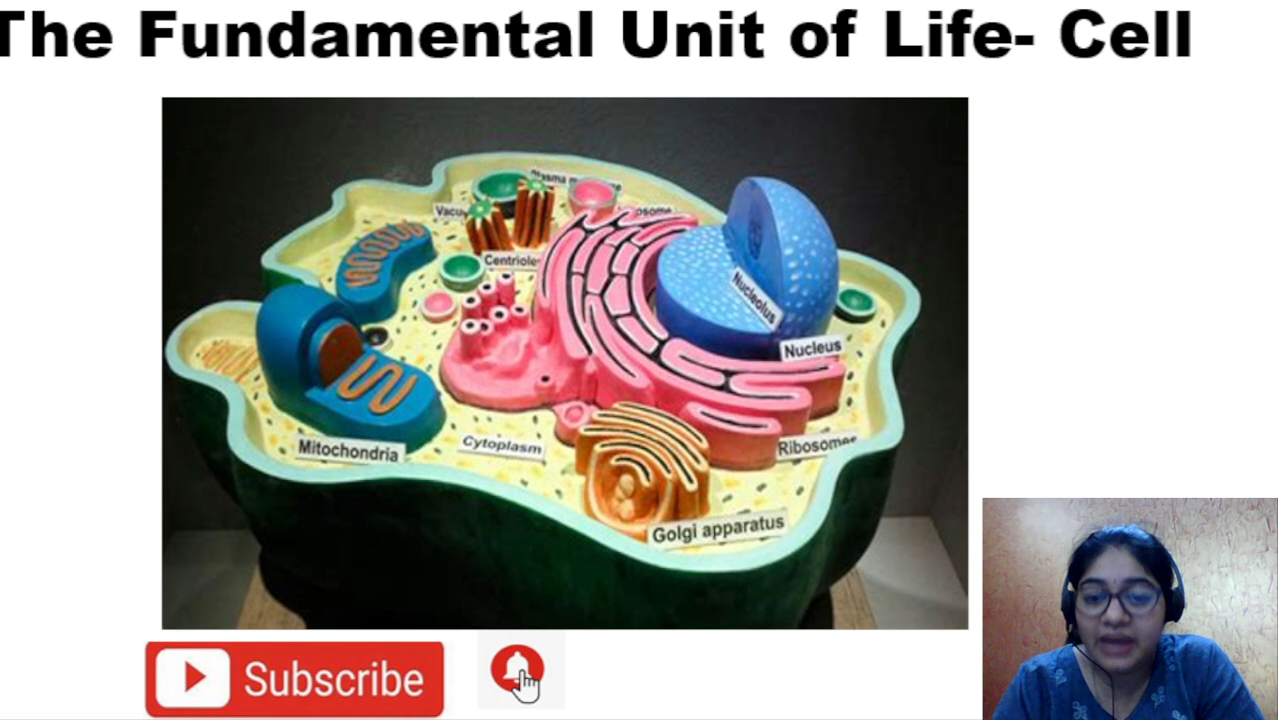 The Fundamental Unit of Life- Cell
Centriole
Nucleolus
Nucleus
Mitochondria
Cytoplasm
Ribosomes
Golgi apparatus
Subscribe